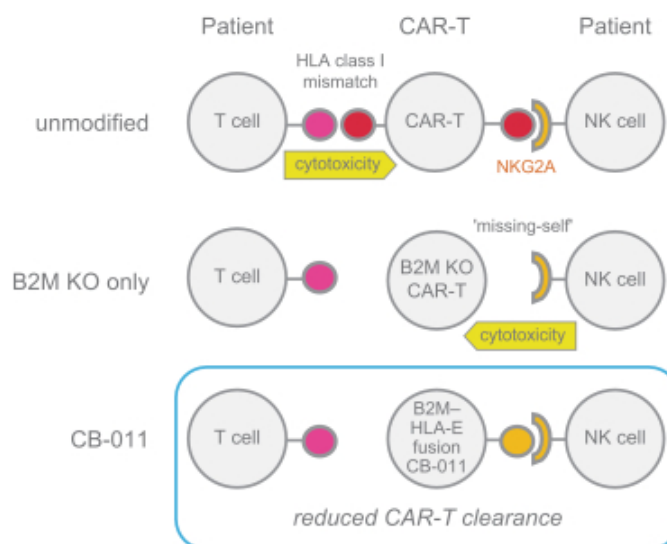 Patient
CAR-T
Patient
HLA class I
mismatch
unmodified
T cell
CAR-T
NK cell
cytotoxicity
NKG2A
'missing-self'
B2M KO only
T cell
B2M KO
CAR-T
NK cell
cytotoxicity
CB-011
T cell
B2M–
HLA-E
fusion
CB-011
NK cell
reduced CAR-T clearance